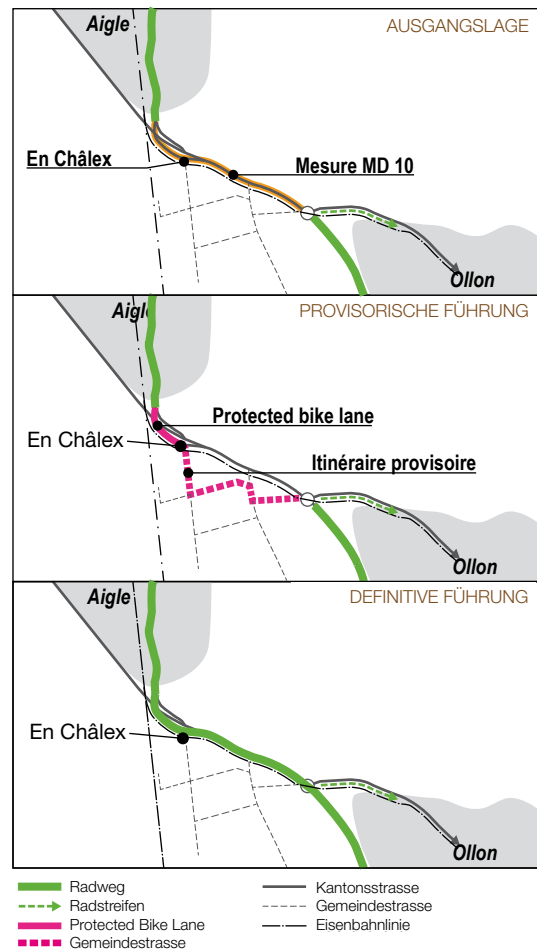 Aigle
AUSGANGSLAGE
En Châlex
Mesure MD 10
Ollon
Aigle
PROVISORISCHE FÜHRUNG
Protected bike lane
En Châlex
Itinéraire provisoire
Ollon
Aigle
DEFINITIVE FÜHRUNG
En Châlex
Ollon
Radweg
Radstreifen
Protected Bike Lane
Gemeindestrasse
Kantonsstrasse
Gemeindestrasse
Eisenbahnlinie